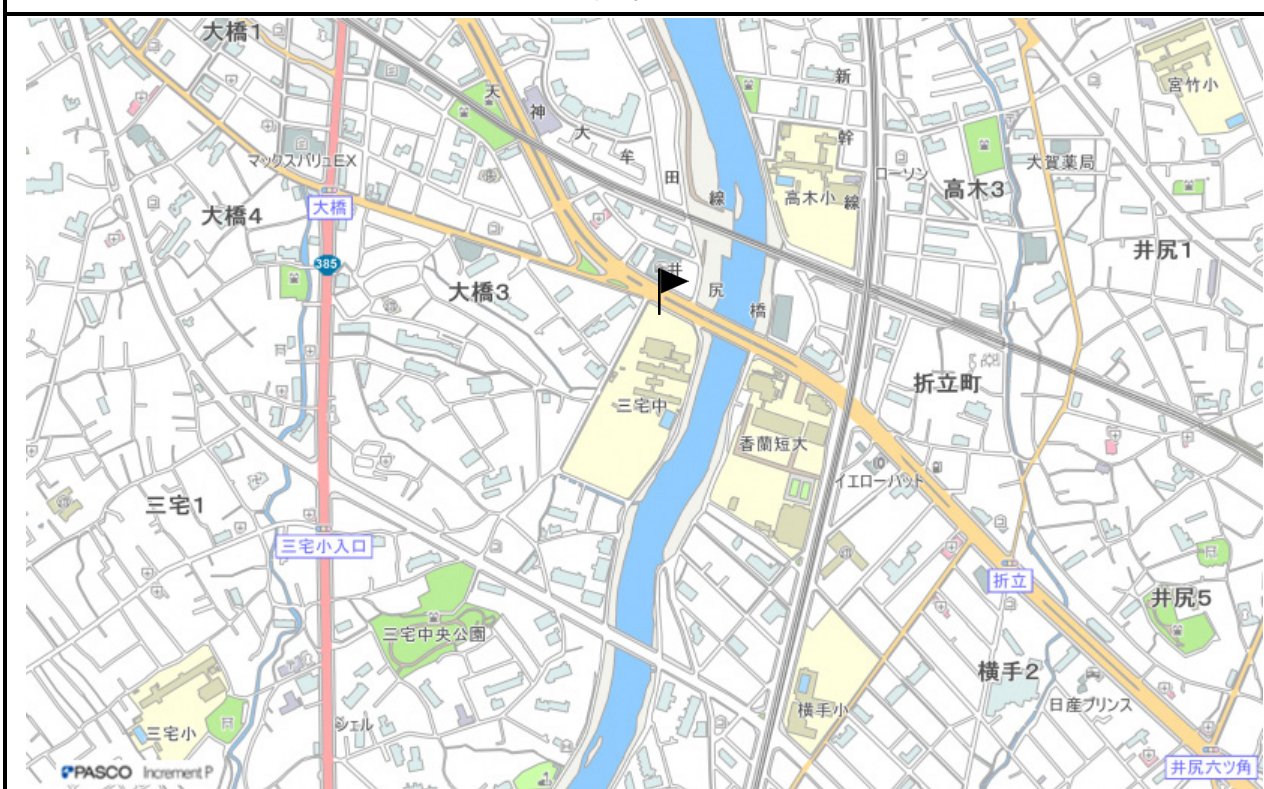 大橋1
宮竹小
天神大牟田線
新幹線
マックスバリュEX
大賀薬局
ローソン
高木3
高木小
大橋
大橋4
井尻1
385
大橋3
井尻橋
折立町
三宅中
香蘭短大
イエローハット
三宅1
三宅小入口
折立
井尻5
三宅中央公園
横手2
日産プリンス
横手小
シェル
三宅小
井尻六ツ角
PASCO Increment P